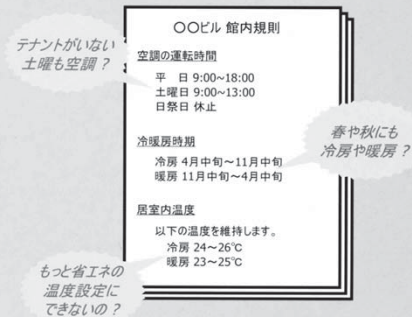 〇〇ビル 館内規則
テナントがいない
土曜も空調？
空調の運転時間
平　日 9:00~18:00
土曜日 9:00~13:00
日祭日 休止
春や秋にも
冷房や暖房？
冷暖房時期
冷房 4月中旬～11月中旬
暖房 11月中旬～4月中旬
居室内温度
以下の温度を維持します。
冷房 24～26℃
暖房 23～25℃
もっと省エネの
温度設定に
できないの？